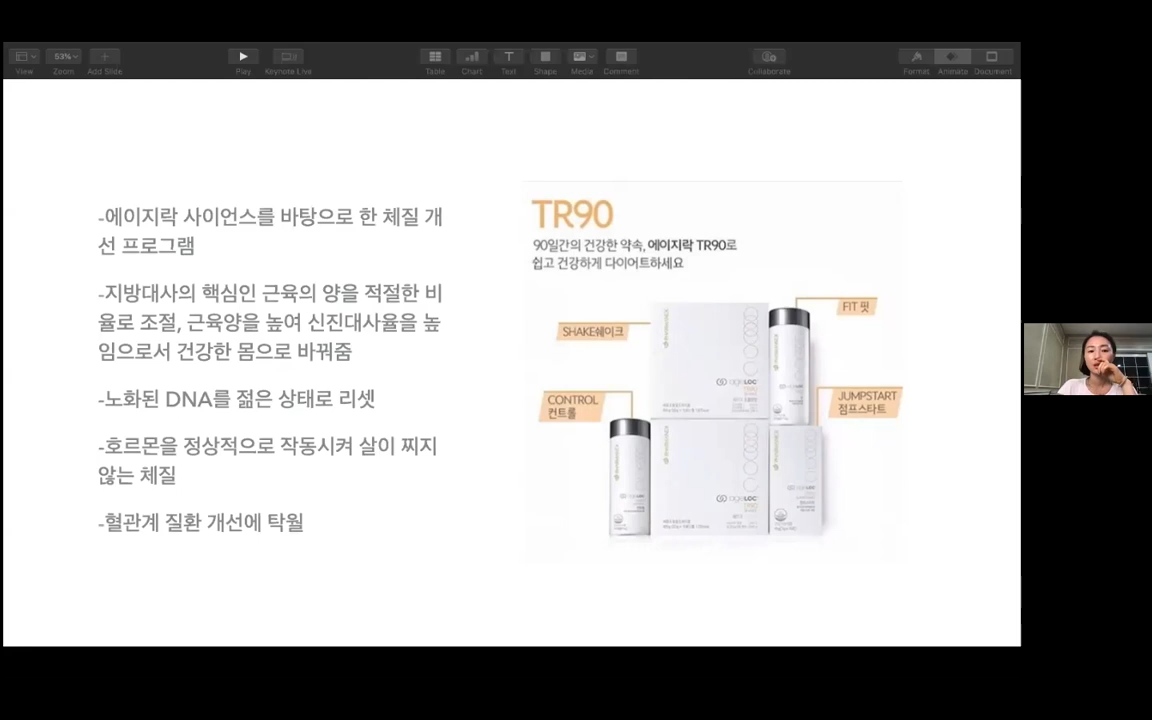 View
53%
Zoom
Add Slide
Play
Keynote Live
Table
Chart
Text
Shape
Media
Comment
Collaborate
Format
Animate
Document
-에이지락 사이언스를 바탕으로 한 체질 개
선 프로그램
-지방대사의 핵심인 근육의 양을 적절한 비
율로 조절, 근육양을 높여 신진대사율을 높
임으로서 건강한 몸으로 바꿔줌
-노화된 DNA를 젊은 상태로 리셋
-호르몬을 정상적으로 작동시켜 살이 찌지
않는 체질
-혈관계 질환 개선에 탁월
TR90
90일간의 건강한 약속, 에이지락 TR90로
쉽고 건강하게 다이어트하세요
FIT 핏
SHAKE쉐이크
CONTROL
컨트롤
JUMPSTART
점프스타트
ageLOC
TR90
ageLOC
TR90